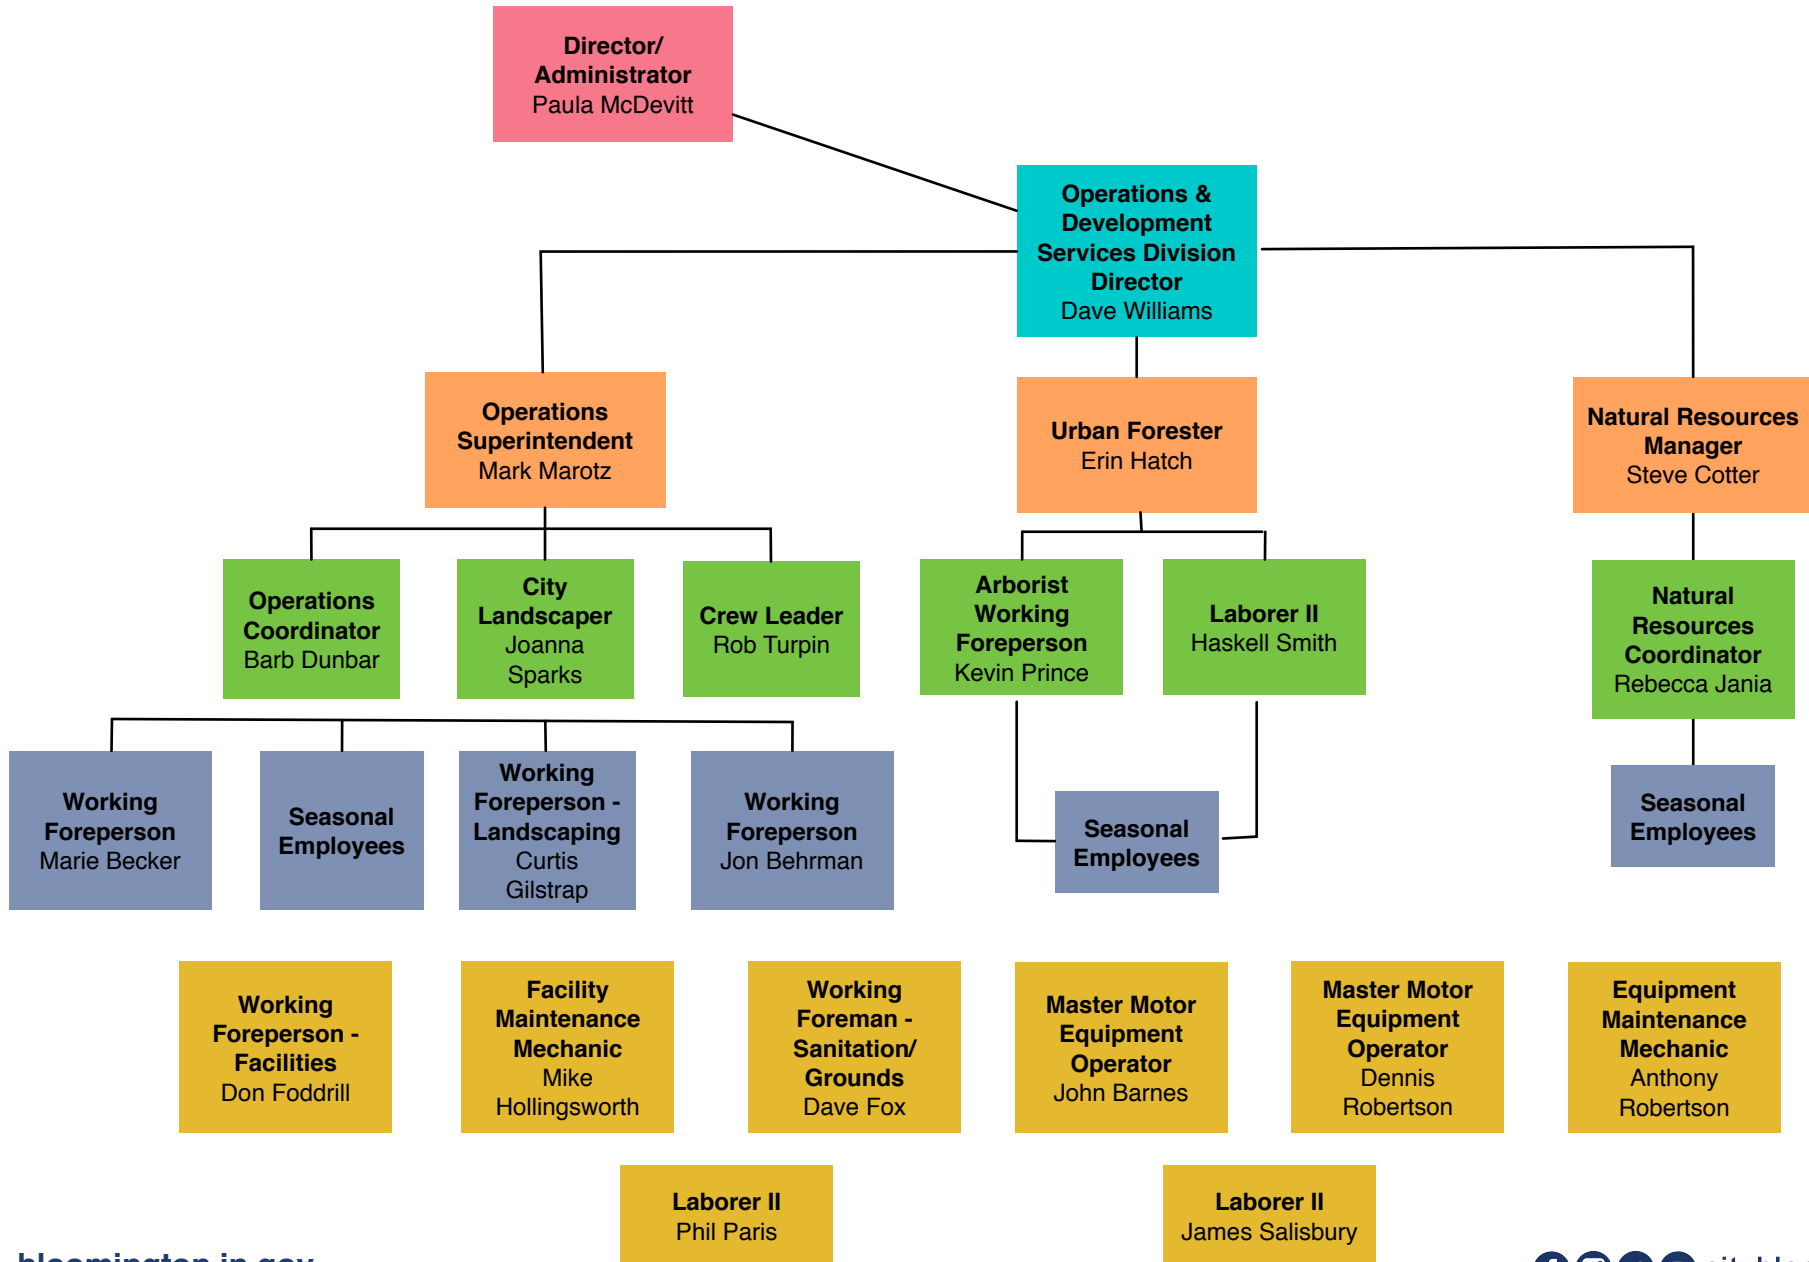 Director/
Administrator
Paula McDevitt
Operations &
Development
Services Division
Director
Dave Williams
Operations
Superintendent
Mark Marotz
Urban Forester
Erin Hatch
Natural Resources
Manager
Steve Cotter
Operations
Coordinator
Barb Dunbar
City
Landscaper
Joanna
Sparks
Crew Leader
Rob Turpin
Arborist
Working
Foreperson
Kevin Prince
Laborer II
Haskell Smith
Natural
Resources
Coordinator
Rebecca Jania
Working
Foreperson
Marie Becker
Seasonal
Employees
Working
Foreperson -
Landscaping
Curtis
Gilstrap
Working
Foreperson
Jon Behrman
Seasonal
Employees
Seasonal
Employees
Working
Foreperson -
Facilities
Don Foddrill
Facility
Maintenance
Mechanic
Mike
Hollingsworth
Working
Foreman -
Sanitation/
Grounds
Dave Fox
Master Motor
Equipment
Operator
John Barnes
Master Motor
Equipment
Operator
Dennis
Robertson
Equipment
Maintenance
Mechanic
Anthony
Robertson
Laborer II
Phil Paris
Laborer II
James Salisbury
bloomington.in.gov